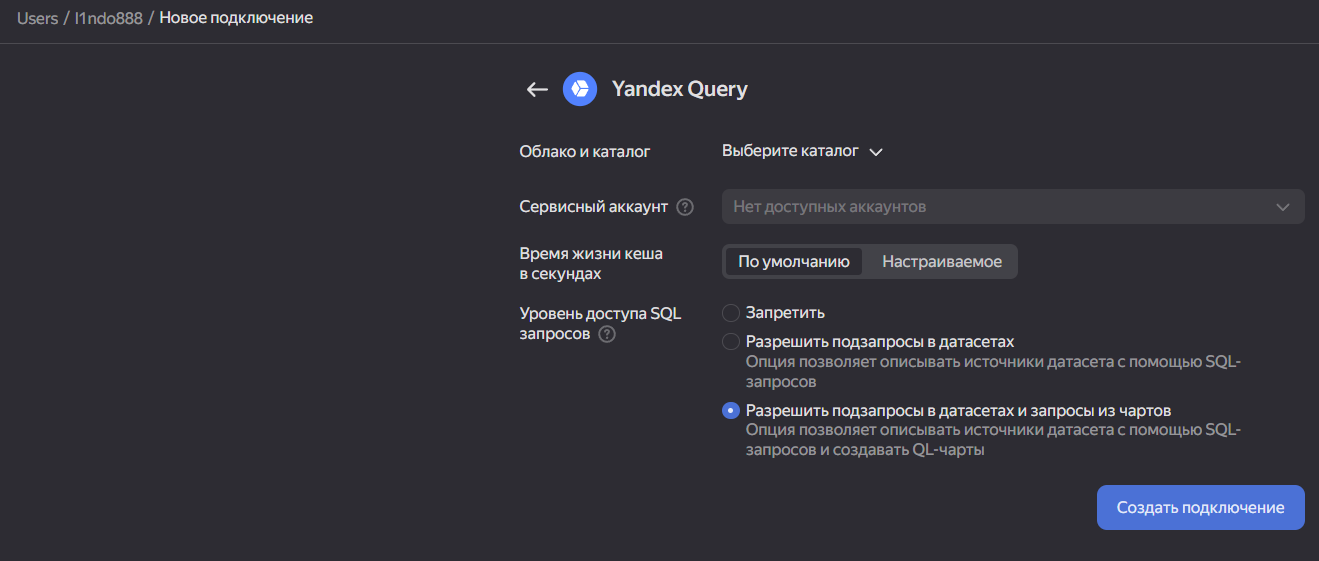 Users / l1ndo888 / Новое подключение
Yandex Query
Облако и каталог
Выберите каталог
Сервисный аккаунт
Нет доступных аккаунтов
Время жизни кеша
в секундах
По умолчанию
Настраиваемое
Уровень доступа SQL
запросов
Запретить
Разрешить подзапросы в датасетах
Опция позволяет описывать источники датасета с помощью SQL-
запросов
Разрешить подзапросы в датасетах и запросы из чартов
Опция позволяет описывать источники датасета с помощью SQL-
запросов и создавать QL-чарты
Создать подключение